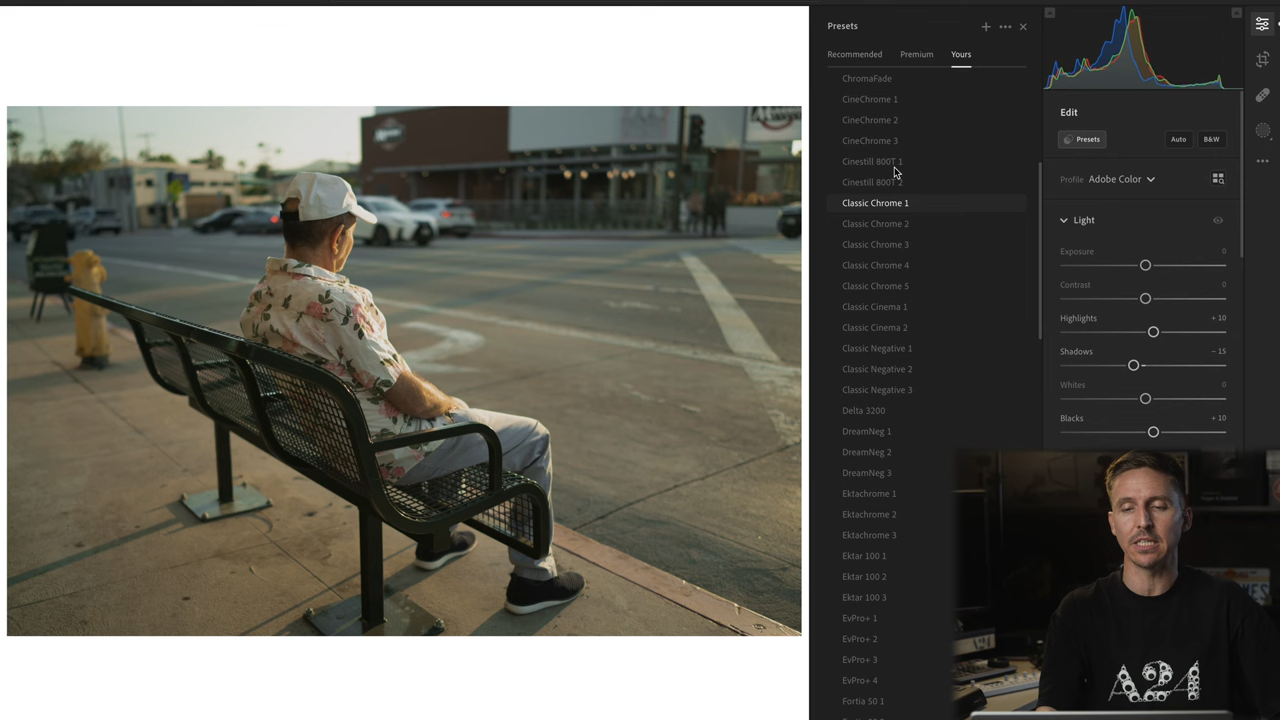 Presets
Recommended
Premium
Yours
ChromaFade
CineChrome 1
CineChrome 2
CineChrome 3
Cinestill 800T 1
Cinestill 800T 2
Classic Chrome 1
Classic Chrome 2
Classic Chrome 3
Classic Chrome 4
Classic Chrome 5
Classic Cinema 1
Classic Cinema 2
Classic Negative 1
Classic Negative 2
Classic Negative 3
Delta 3200
DreamNeg 1
DreamNeg 2
DreamNeg 3
Ektachrome 1
Ektachrome 2
Ektachrome 3
Ektar 100 1
Ektar 100 2
Ektar 100 3
EvPro+ 1
EvPro+ 2
EvPro+ 3
EvPro+ 4
Fortia 50 1
Edit
Presets
Auto
B&W
Profile
Adobe Color
Light
Exposure 0
Contrast 0
Highlights + 10
Shadows – 15
Whites 0
Blacks + 10
A24